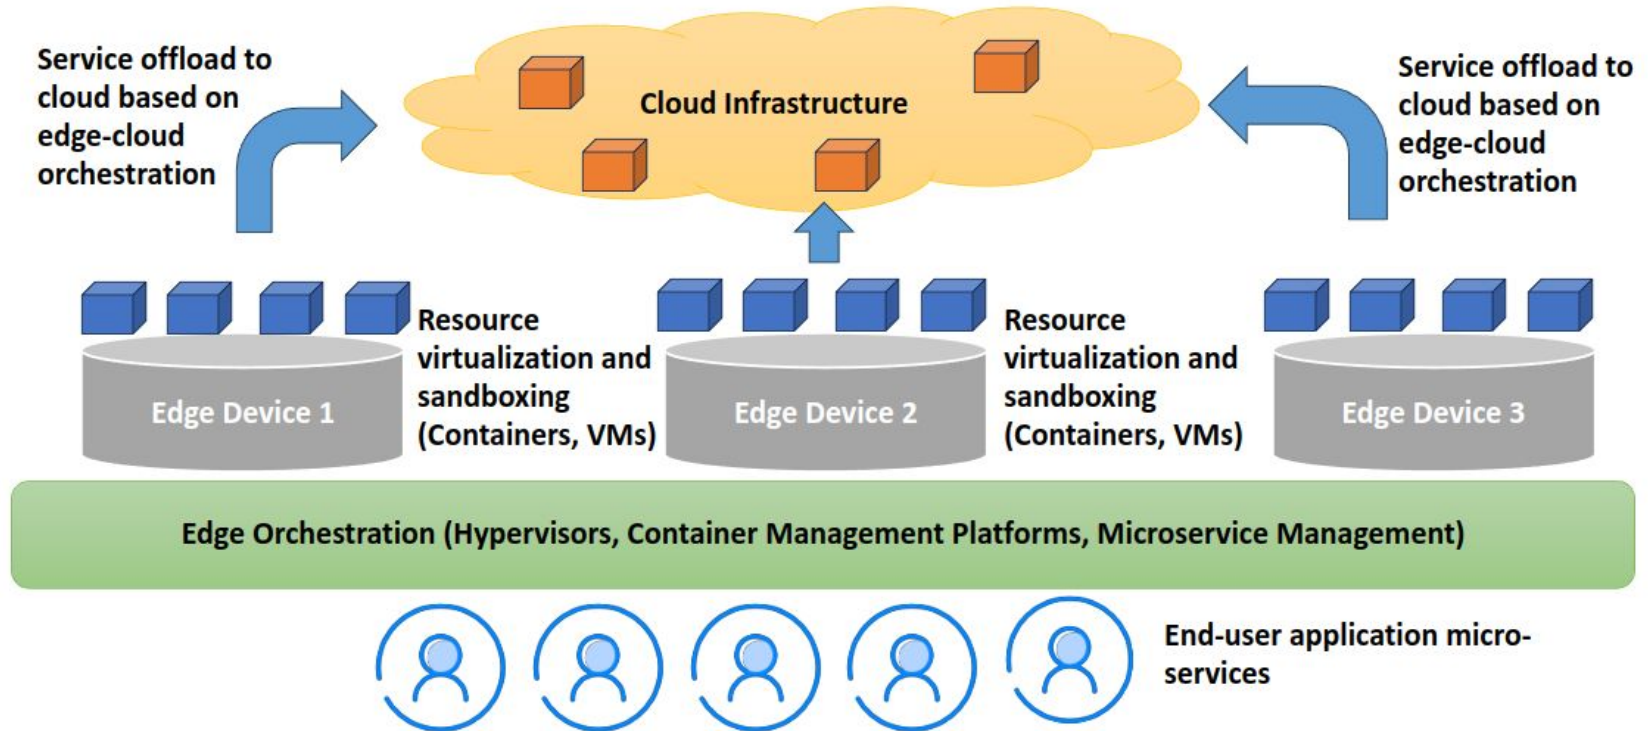 Service offload to
cloud based on
edge-cloud
orchestration
Cloud Infrastructure
Service offload to
cloud based on
edge-cloud
orchestration
Edge Device 1
Resource
virtualization and
sandboxing
(Containers, VMs)
Edge Device 2
Resource
virtualization and
sandboxing
(Containers, VMs)
Edge Device 3
Edge Orchestration (Hypervisors, Container Management Platforms, Microservice Management)
End-user application micro-
services